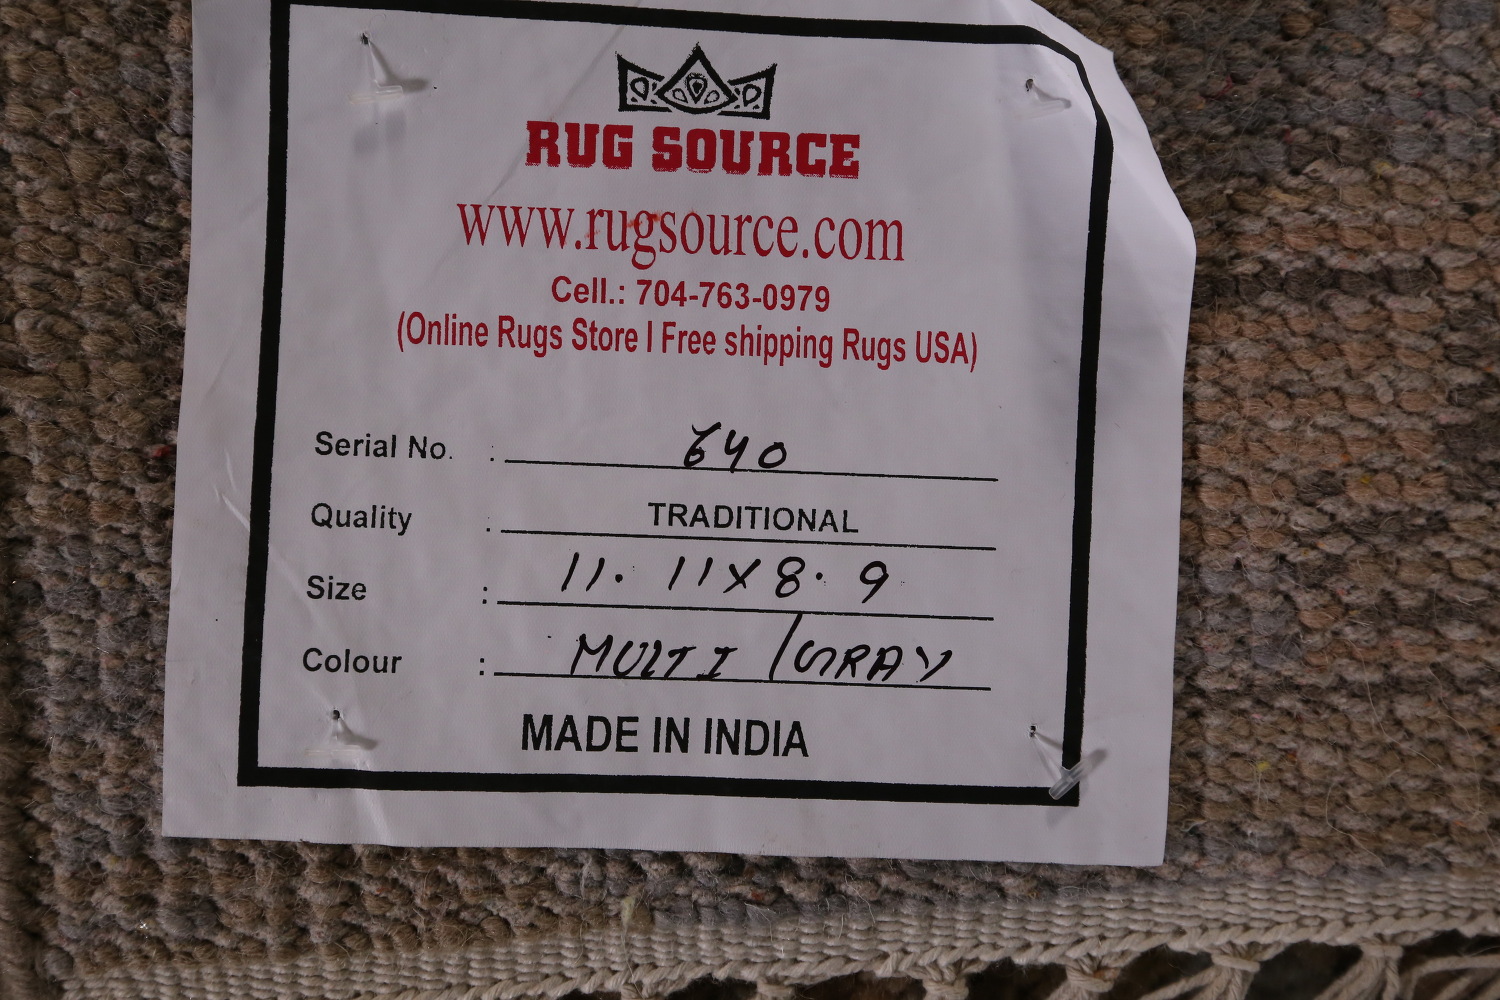 RUG SOURCE
www.rugsource.com
Cell.: 704-763-0979
(Online Rugs Store I Free shipping Rugs USA)
Serial No. : 640
Quality : TRADITIONAL
Size : 11. 11X8. 9
Colour : MULTI /GRAY
MADE IN INDIA